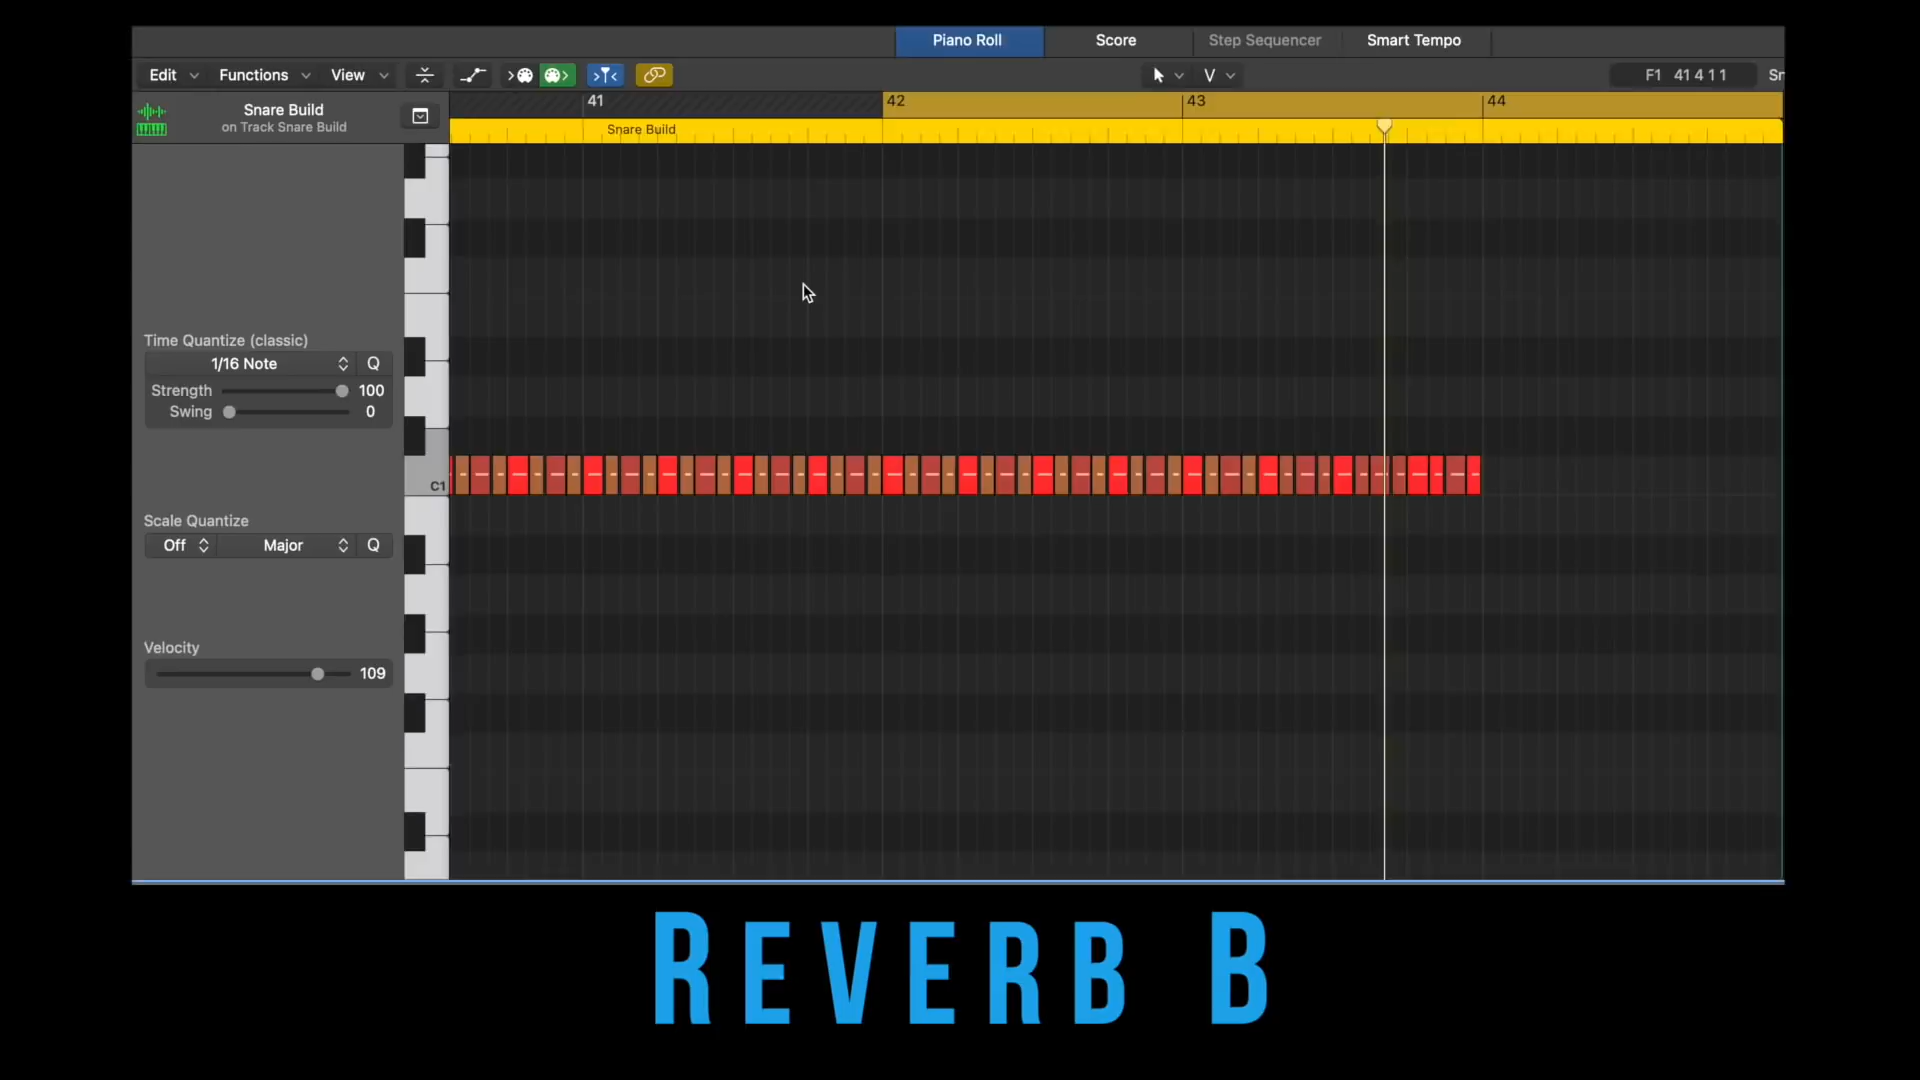 Piano Roll Score Step Sequencer Smart Tempo
Edit Functions View V F1 41 4 1 1 Sr
Snare Build
on Track Snare Build
41 42 43 44
Snare Build
Time Quantize (classic)
1/16 Note Q
Strength 100
Swing 0
C1
Scale Quantize
Off Major Q
Velocity
109
REVERB B